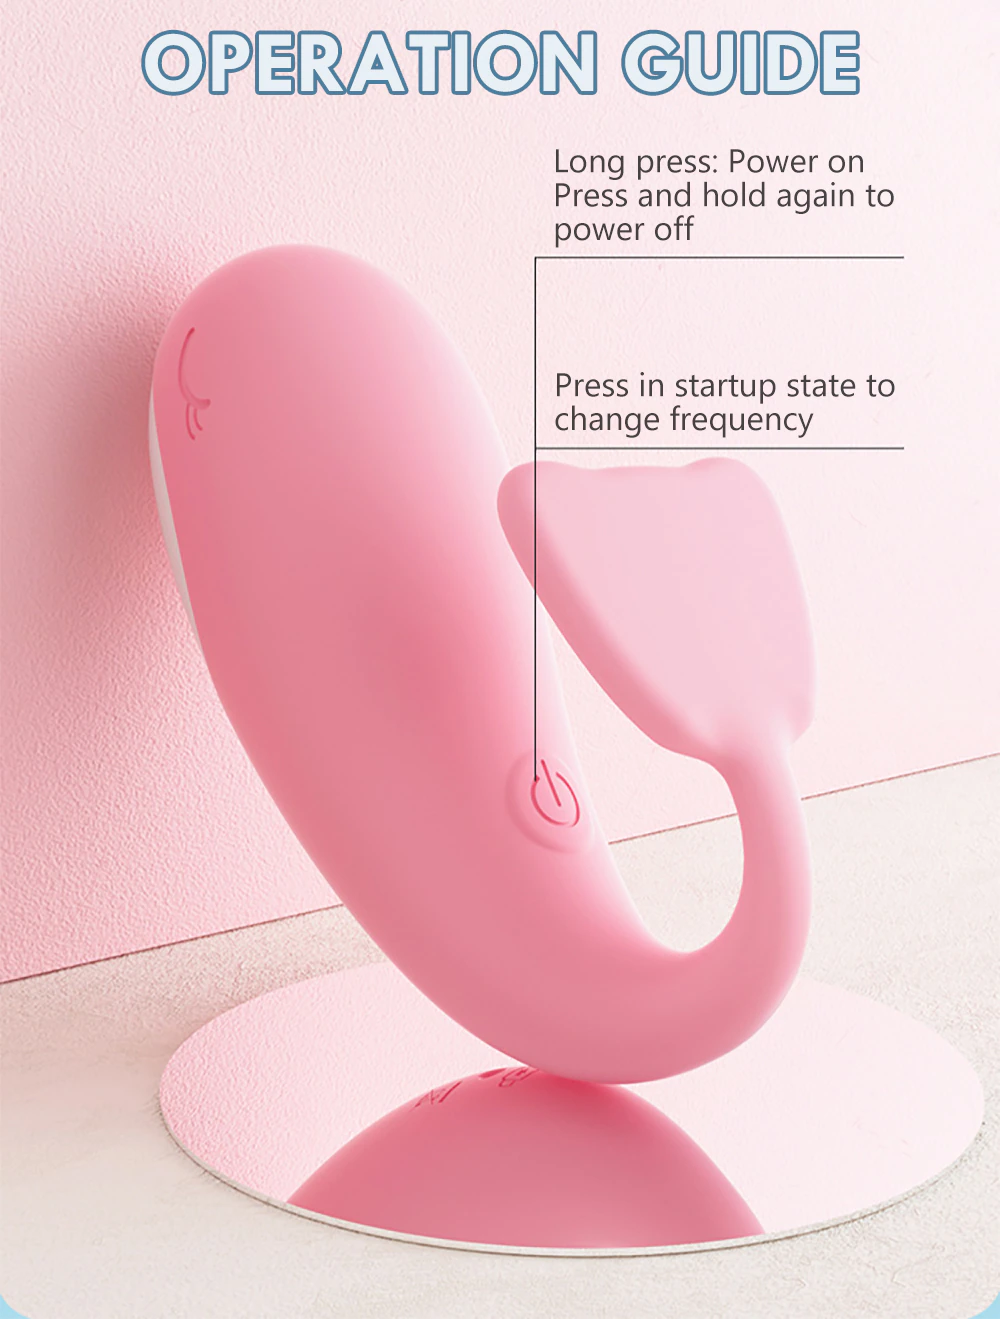 OPERATION GUIDE
Long press: Power on
Press and hold again to
power off
Press in startup state to
change frequency